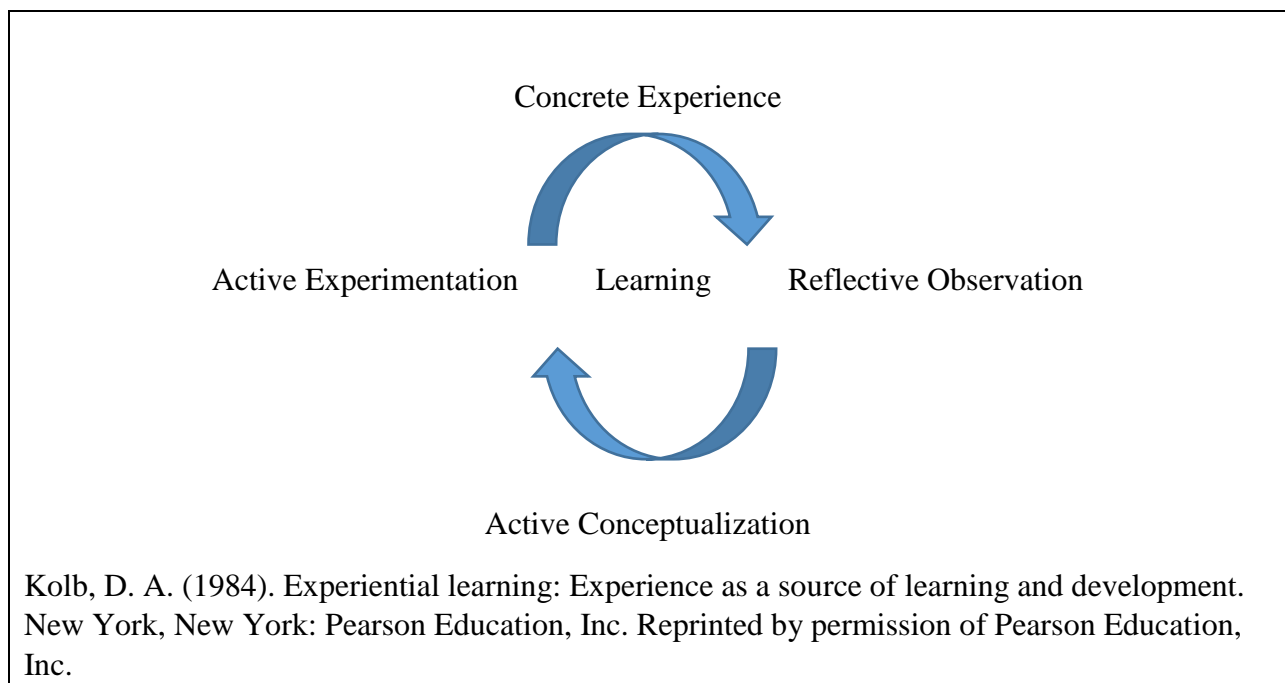 Concrete Experience
Active Experimentation Learning Reflective Observation
Active Conceptualization
Kolb, D. A. (1984). Experiential learning: Experience as a source of learning and development.
New York, New York: Pearson Education, Inc. Reprinted by permission of Pearson Education,
Inc.